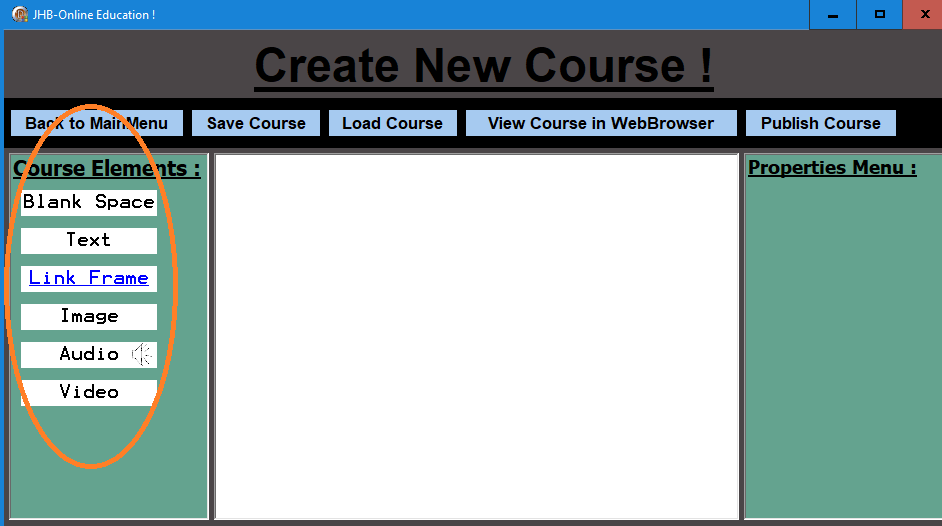 JHB-Online Education !
Create New Course !
Back to MainMenu Save Course Load Course View Course in WebBrowser Publish Course
Course Elements :
Blank Space
Text
Link Frame
Image
Audio
Video
Properties Menu :